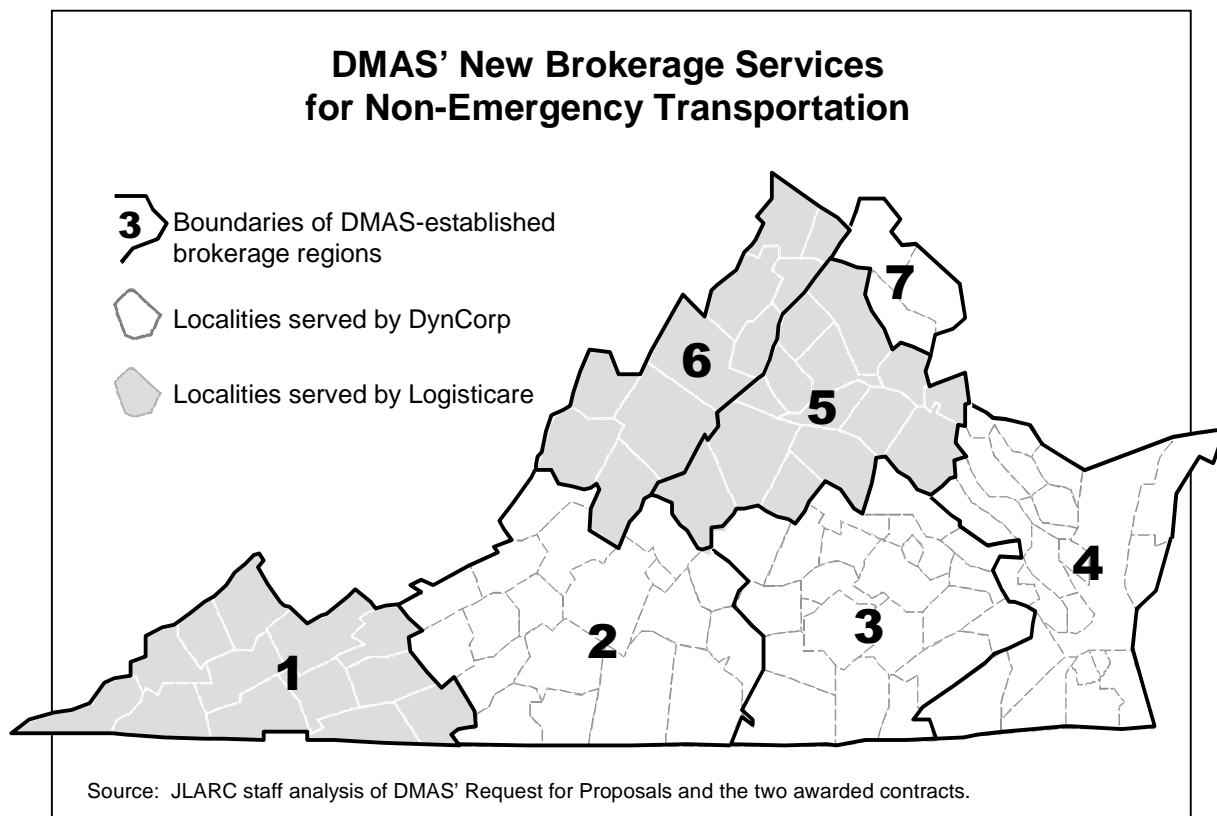 DMAS’ New Brokerage Services
for Non-Emergency Transportation
3
Boundaries of DMAS-established
brokerage regions
Localities served by DynCorp
Localities served by Logisticare
7
6
5
4
3
2
1
Source:  JLARC staff analysis of DMAS’ Request for Proposals and the two awarded contracts.